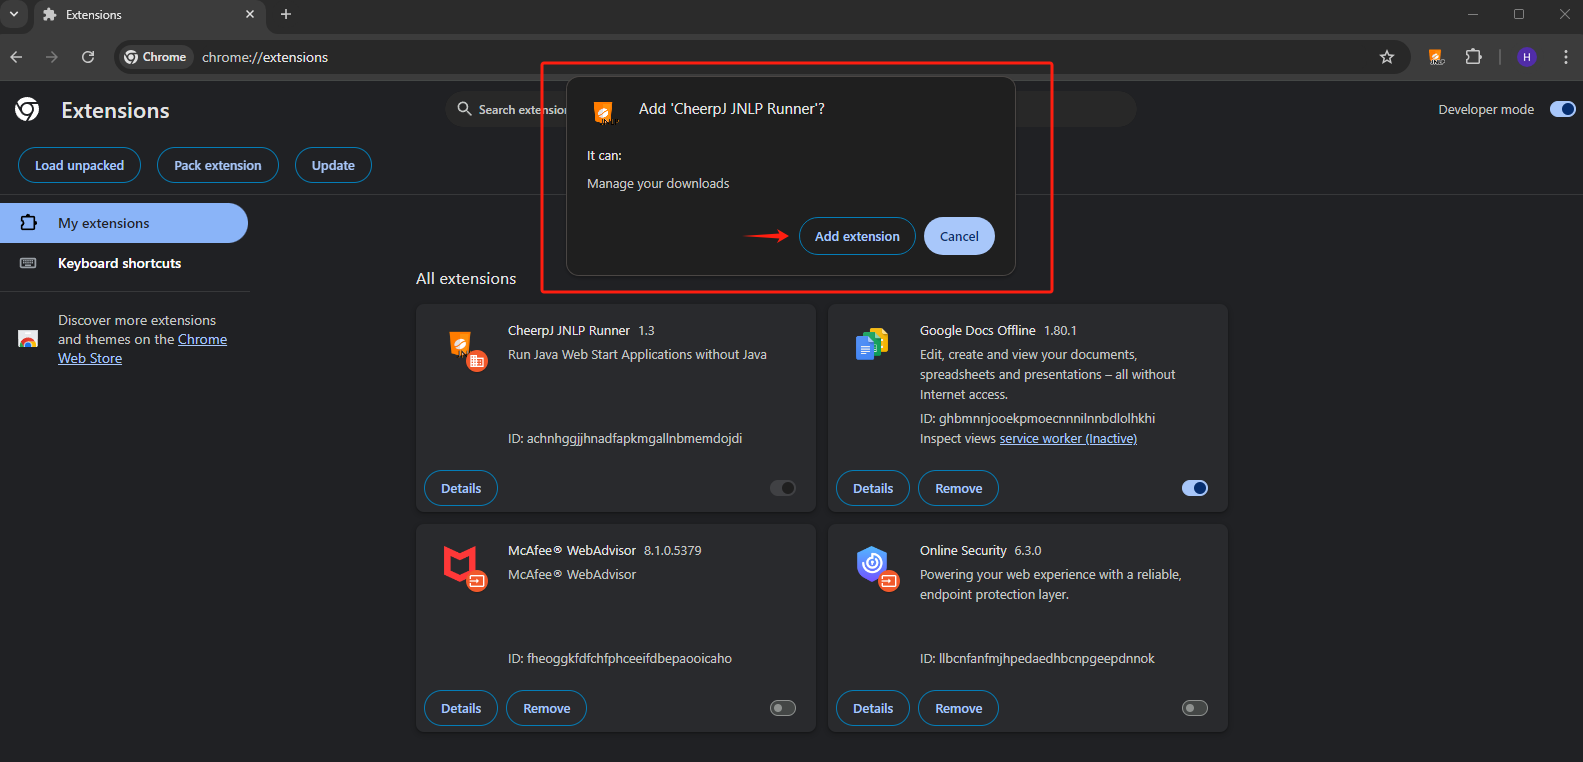 Extensions
Chrome
chrome://extensions
H
Extensions
Search extension
Developer mode
Load unpacked
Pack extension
Update
Add 'CheerpJ JNLP Runner'?
It can:
Manage your downloads
Add extension
Cancel
My extensions
Keyboard shortcuts
Discover more extensions
and themes on the Chrome
Web Store
All extensions
CheerpJ JNLP Runner 1.3
Run Java Web Start Applications without Java
ID: achnhggjjhnadfapkmgallnbmemdojdi
Details
Google Docs Offline 1.80.1
Edit, create and view your documents,
spreadsheets and presentations – all without
Internet access.
ID: ghbmnnjooekpmoecnnnilnnbdlolhkhi
Inspect views service worker (Inactive)
Details
Remove
McAfee® WebAdvisor 8.1.0.5379
McAfee® WebAdvisor
ID: fheoggkfdfchfphceeifdbepaooicaho
Details
Remove
Online Security 6.3.0
Powering your web experience with a reliable,
endpoint protection layer.
ID: llbcnfanfmjhpedaedhbcnpgeepdnnok
Details
Remove